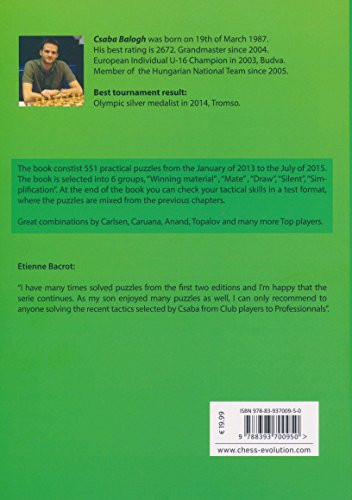 Csaba Balogh was born on 19th of March 1987.
His best rating is 2672. Grandmaster since 2004.
European Individual U-16 Champion in 2003, Budva.
Member of the Hungarian National Team since 2005.
Best tournament result:
Olympic silver medalist in 2014, Tromso.
The book constist 551 practical puzzles from the January of 2013 to the July of 2015.
The book is selected into 6 groups, "Winning material", "Mate", "Draw", "Silent", "Sim-
plification". At the end of the book you can check your tactical skills in a test format,
where the puzzles are mixed from the previous chapters.
Great combinations by Carlsen, Caruana, Anand, Topalov and many more Top players.
Etienne Bacrot:
"I have many times solved puzzles from the first two editions and I'm happy that the
serie continues. As my son enjoyed many puzzles as well, I can only recommend to
anyone solving the recent tactics selected by Csaba from Club players to Professionals".
ISBN 978-83-937009-5-0
€ 19.99
9 788393 700950 >
www.chess-evolution.com